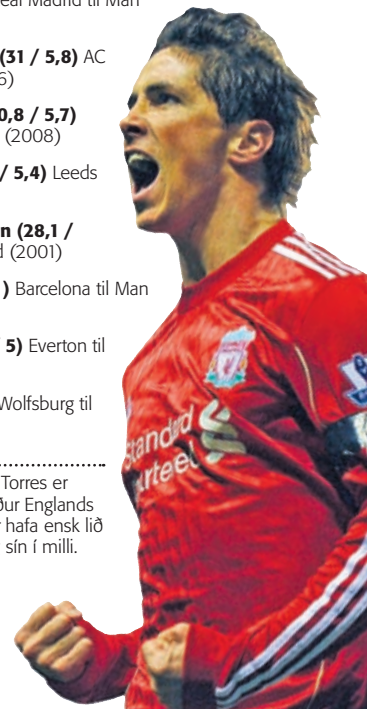 eal Madrid til Man
(31 / 5,8) AC
6)
0,8 / 5,7)
(2008)
/ 5,4) Leeds
n (28,1 /
d (2001)
) Barcelona til Man
5) Everton til
Wolfsburg til
Torres er
ður Englands
hafa ensk lið
sín í milli.
Standard